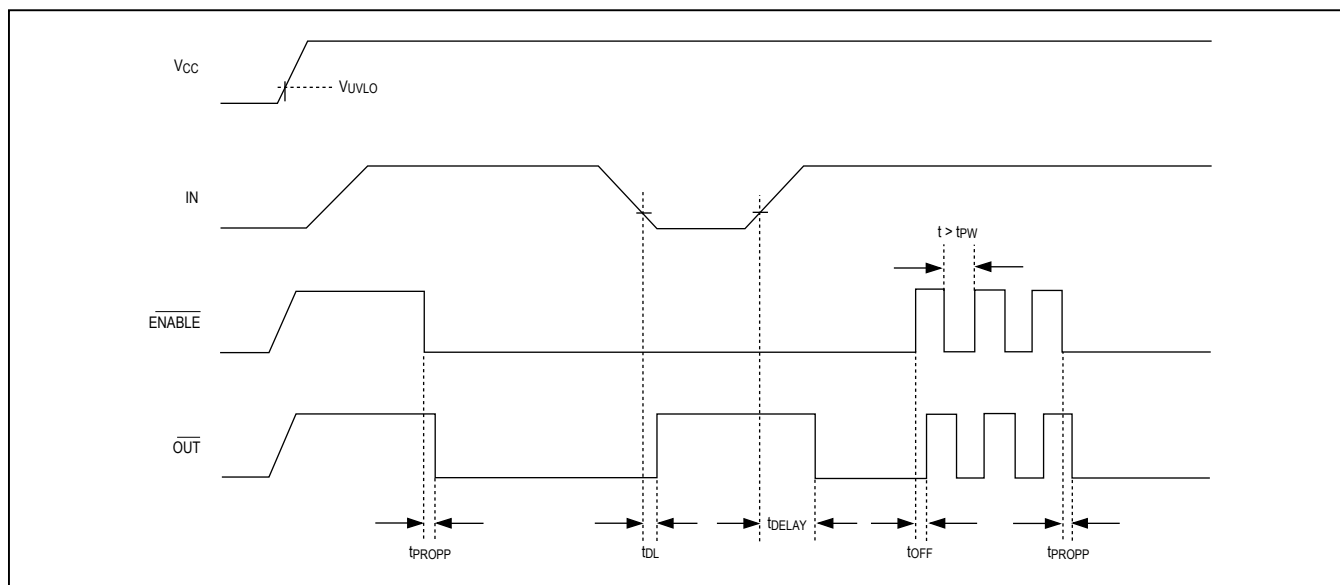 VCC
VUVLO
IN
t > tPW
ENABLE
OUT
tDELAY
tPROPP
tDL
tOFF
tPROPP